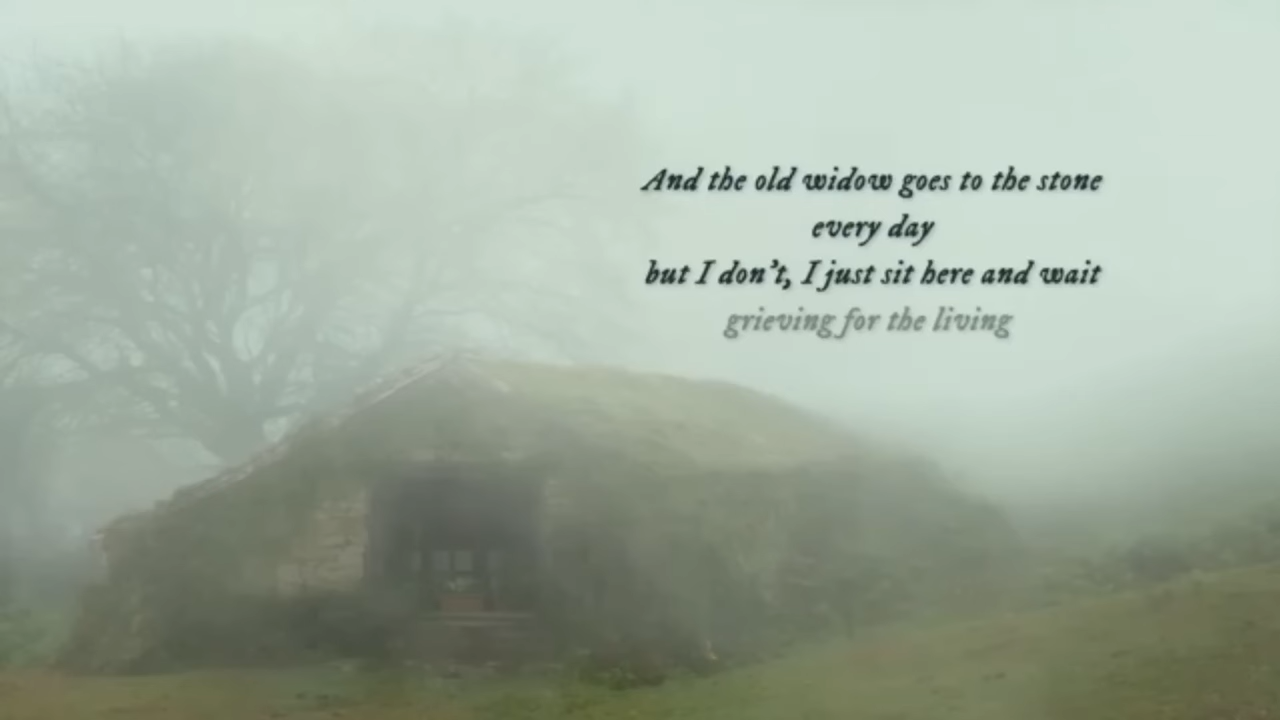 And the old widow goes to the stone
every day
but I don't, I just sit here and wait
grieving for the living